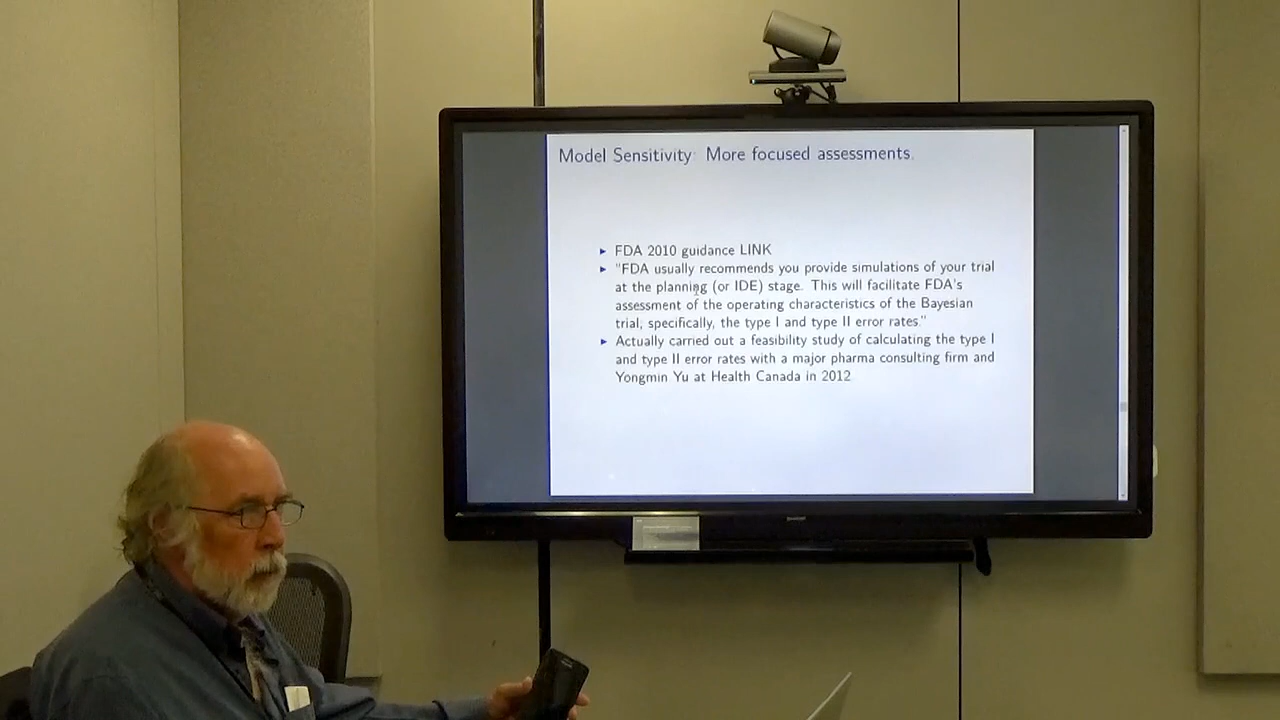 Model Sensitivity: More focused assessments.
FDA 2010 guidance LINK
"FDA usually recommends you provide simulations of your trial
at the planning (or IDE) stage. This will facilitate FDA's
assessment of the operating characteristics of the Bayesian
trial, specifically, the type I and type II error rates."
Actually carried out a feasibility study of calculating the type I
and type II error rates with a major pharma consulting firm and
Yongmin Yu at Health Canada in 2012